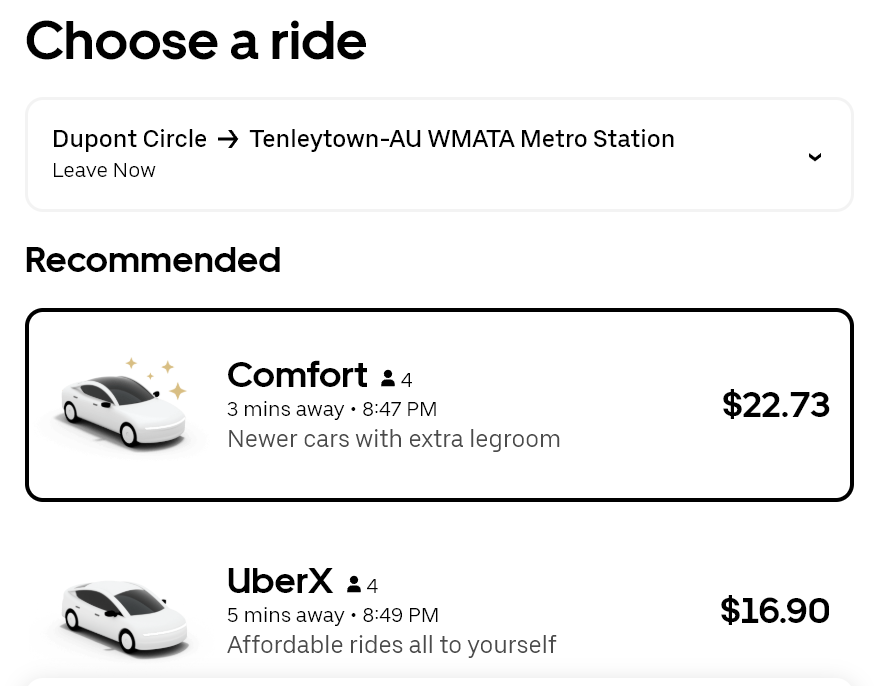 Choose a ride
Dupont Circle → Tenleytown-AU WMATA Metro Station
Leave Now
Recommended
Comfort 4
3 mins away • 8:47 PM
Newer cars with extra legroom
$22.73
UberX 4
5 mins away • 8:49 PM
Affordable rides all to yourself
$16.90